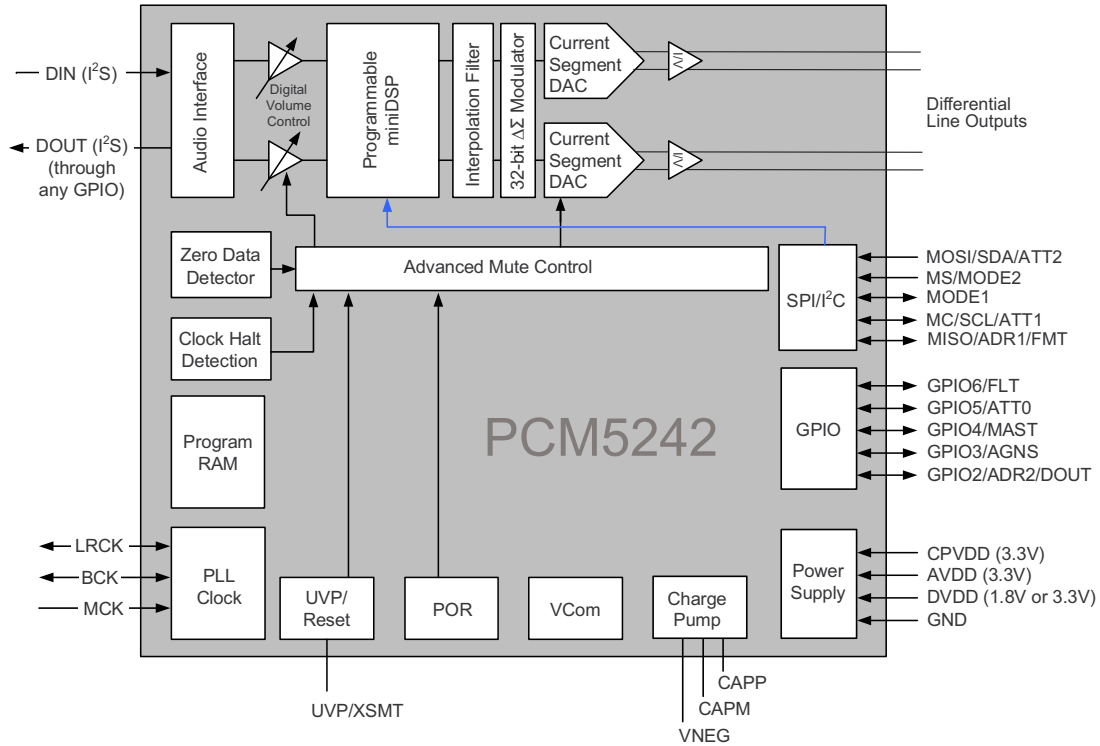 DIN (I²S)
DOUT (I²S)
(through
any GPIO)
Audio Interface
Digital
Volume
Control
Programmable
miniDSP
Interpolation Filter
32-bit ΔΣ Modulator
Current
Segment
DAC
I/V
Current
Segment
DAC
I/V
Differential
Line Outputs
Zero Data
Detector
Advanced Mute Control
Clock Halt
Detection
SPI/I²C
MOSI/SDA/ATT2
MS/MODE2
MODE1
MC/SCL/ATT1
MISO/ADR1/FMT
Program
RAM
PCM5242
GPIO
GPIO6/FLT
GPIO5/ATT0
GPIO4/MAST
GPIO3/AGNS
GPIO2/ADR2/DOUT
LRCK
BCK
MCK
PLL
Clock
UVP/
Reset
POR
VCom
Charge
Pump
Power
Supply
CPVDD (3.3V)
AVDD (3.3V)
DVDD (1.8V or 3.3V)
GND
UVP/XSMT
CAPP
CAPM
VNEG